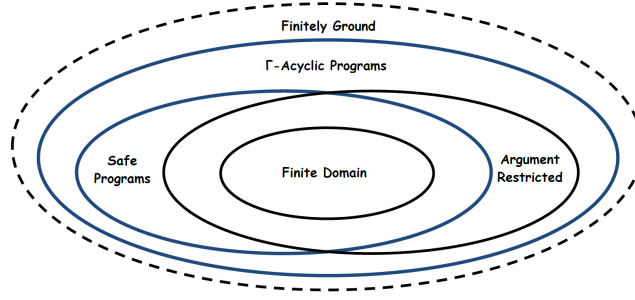 Finitely Ground
Γ-Acyclic Programs
Safe
Programs
Finite Domain
Argument
Restricted